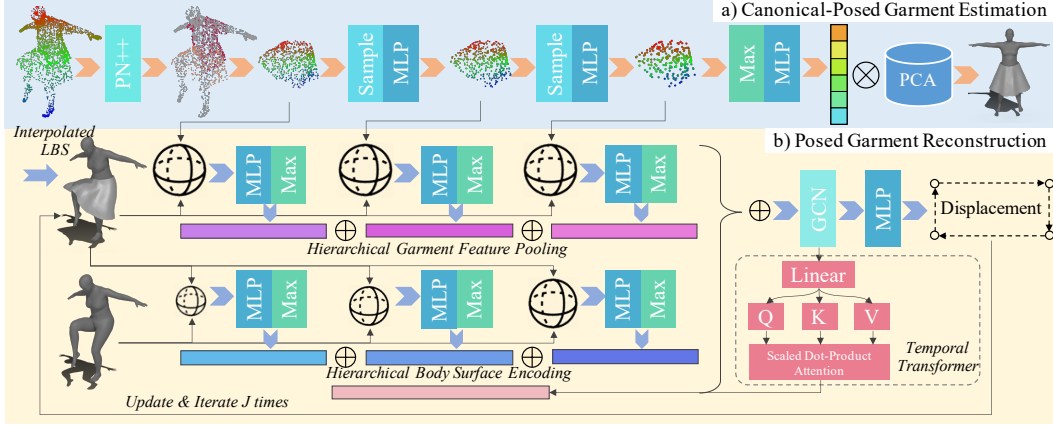 a) Canonical-Posed Garment Estimation
PN++
Sample
MLP
Sample
MLP
Max
MLP
PCA
Interpolated
LBS
b) Posed Garment Reconstruction
MLP
Max
MLP
Max
MLP
Max
Hierarchical Garment Feature Pooling
GCN
MLP
Displacement
MLP
Max
MLP
Max
MLP
Max
Hierarchical Body Surface Encoding
Linear
Q
K
V
Scaled Dot-Product
Attention
Temporal
Transformer
Update & Iterate J times